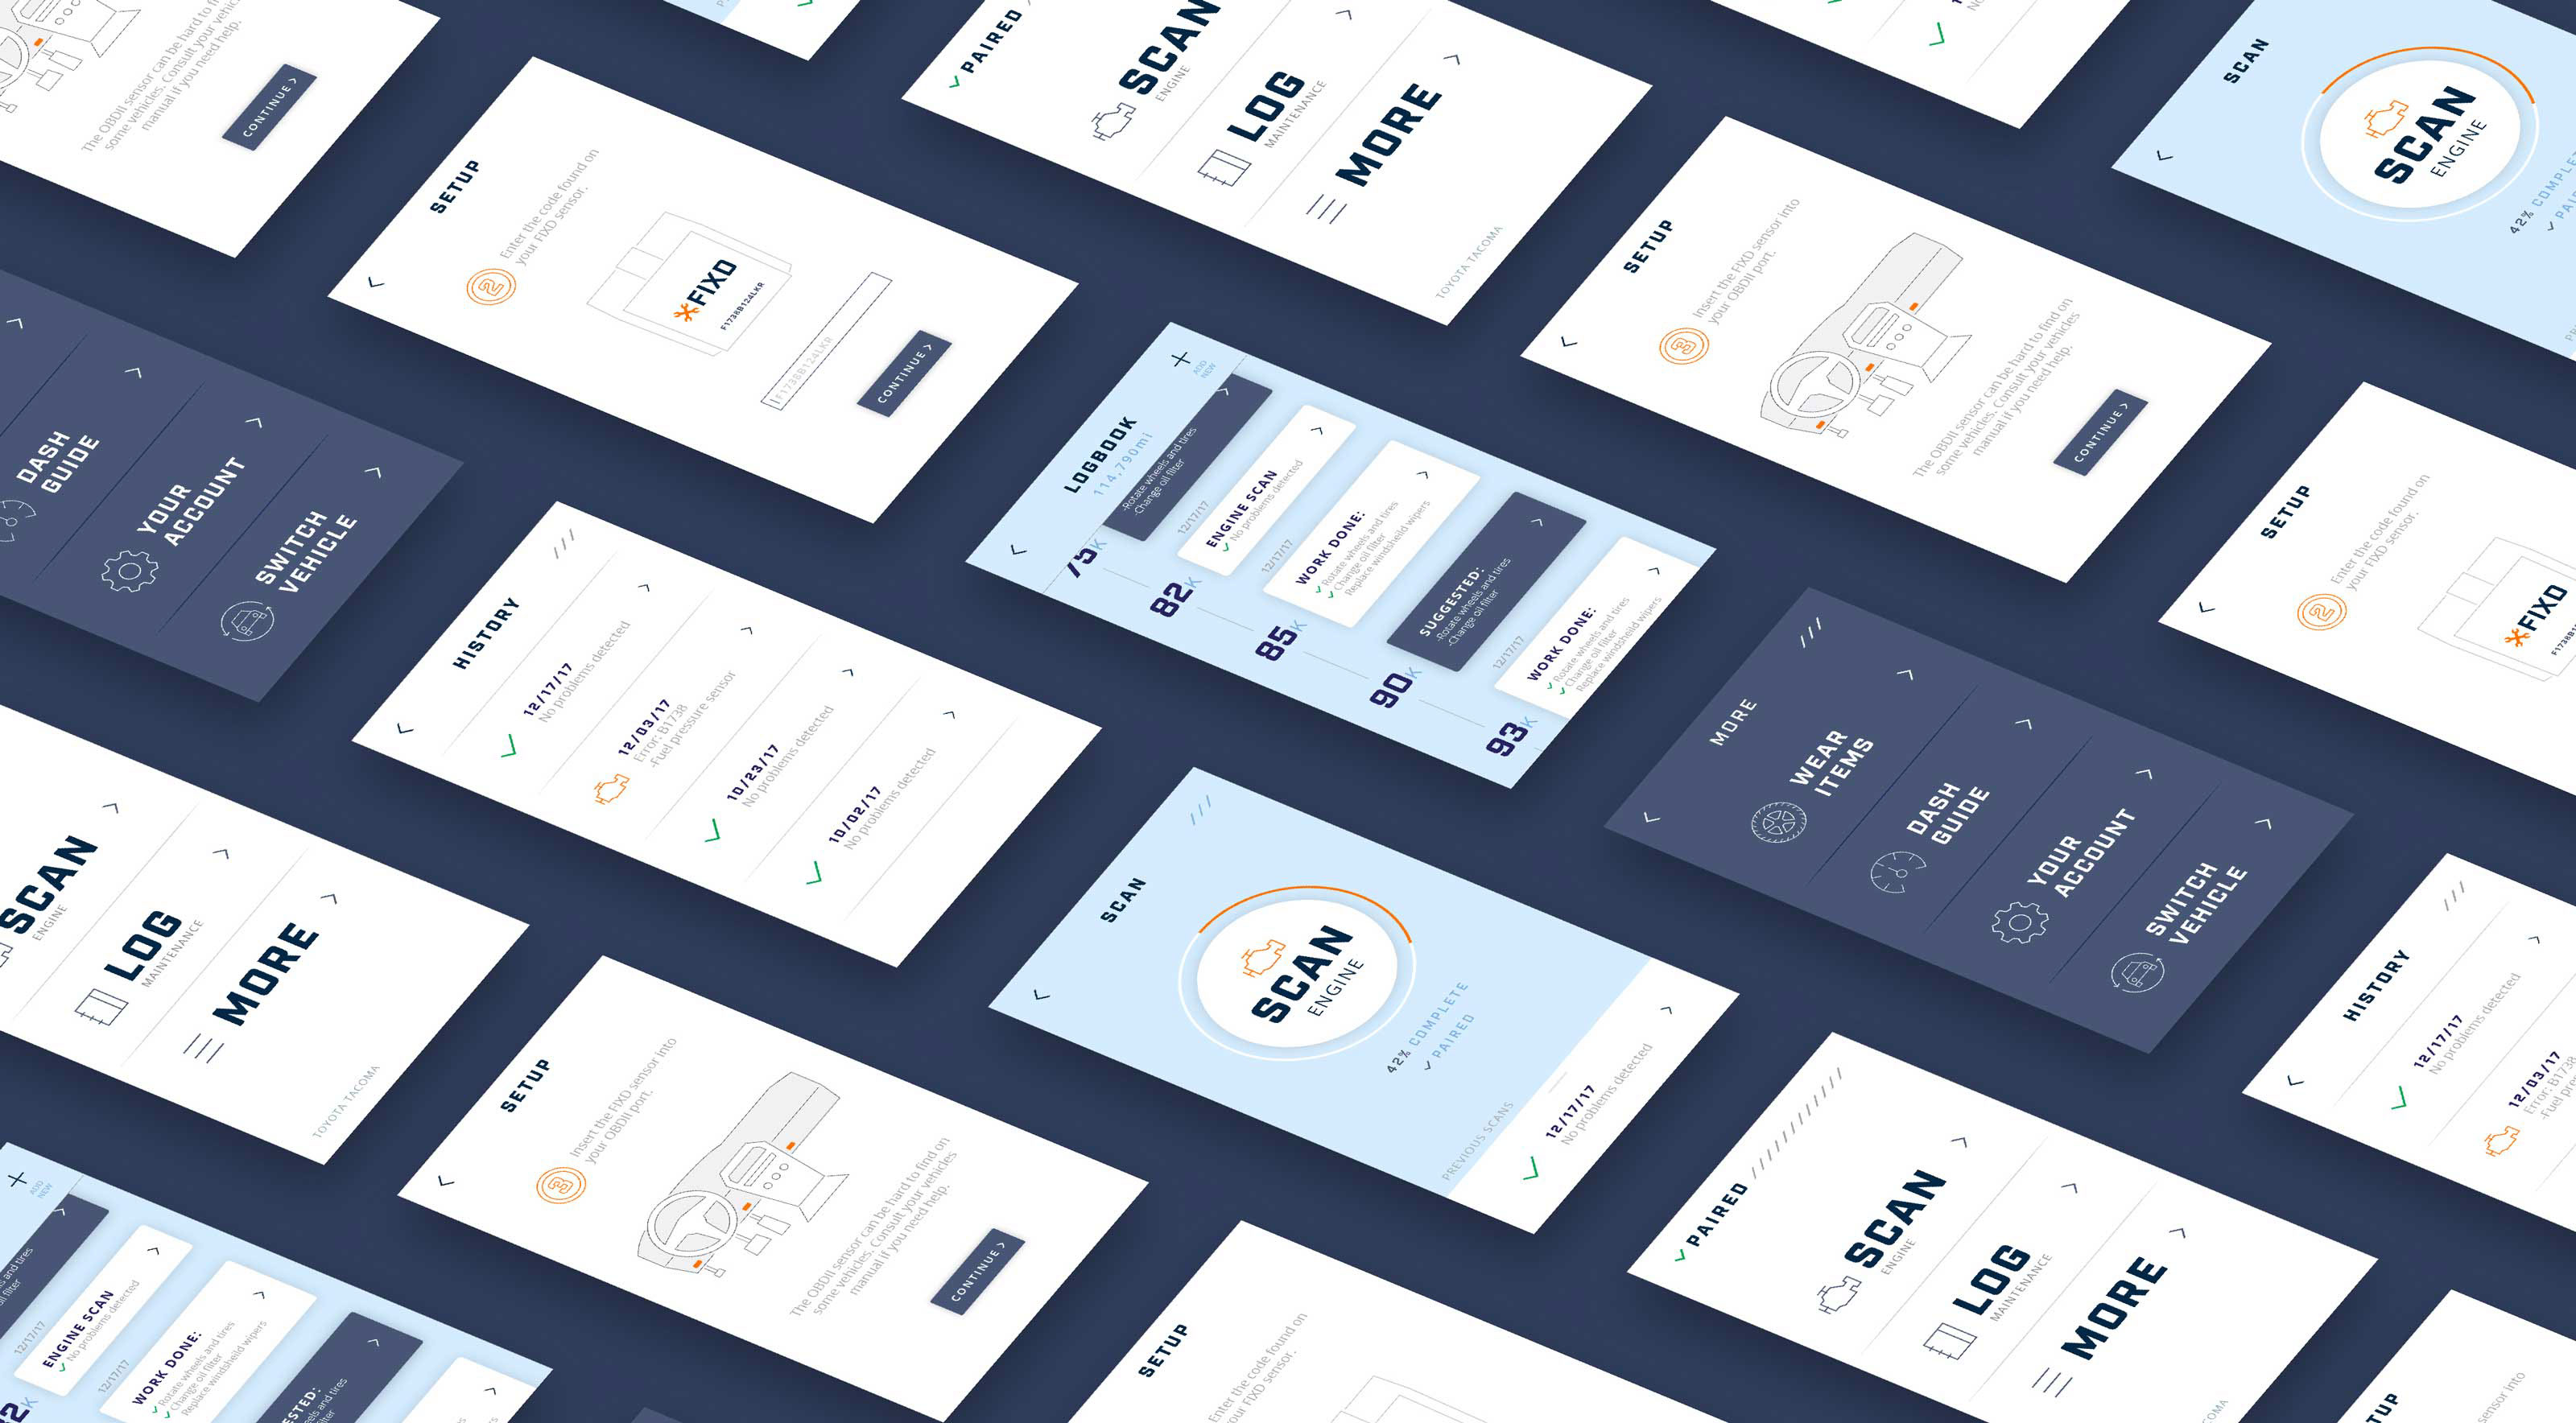 The OBDII sensor can be hard to
some vehicles. Consult your
manual if you need help.
CONTINUE >
PAIRED
SCAN
ENGINE
LOG
MAINTENANCE
MORE
TOYOTA TACOMA
SCAN
SCAN
ENGINE
42% COMPLETE
SETUP
2
Enter the code found on
your FIXD sensor.
FIXD
F1738B124LKR
F1738B124LKR
CONTINUE >
SETUP
3
Insert the FIXD sensor into
your OBDII port.
The OBDII sensor can be hard to find on
some vehicles. Consult your vehicles
manual if you need help.
CONTINUE >
DASH
GUIDE
YOUR
ACCOUNT
SWITCH
VEHICLE
LOGBOOK
114,790mi
ADD
NEW
75K
-Rotate wheels and tires
-Change oil filter
82K
12/17/17
ENGINE SCAN
No problems detected
85K
12/17/17
WORK DONE:
Rotate wheels and tires
Change oil filter
Replace windsheild wipers
90K
SUGGESTED:
-Rotate wheels and tires
-Change oil filter
93K
12/17/17
WORK DONE:
Rotate wheels and tires
Change oil filter
Replace windsheild wipers
SETUP
2
Enter the code found on
your FIXD sensor.
FIXD
HISTORY
12/17/17
No problems detected
12/03/17
Error: B1738
-Fuel pressure sensor
10/23/17
No problems detected
10/02/17
No problems detected
MORE
WEAR
ITEMS
DASH
GUIDE
YOUR
ACCOUNT
SWITCH
VEHICLE
SCAN
ENGINE
LOG
MAINTENANCE
MORE
TOYOTA TACOMA
SCAN
SCAN
ENGINE
42% COMPLETE
PAIRED
PREVIOUS SCANS
12/17/17
No problems detected
HISTORY
12/17/17
No problems detected
12/03/17
Error: B1738
SETUP
3
Insert the FIXD sensor into
your OBDII port.
The OBDII sensor can be hard to find on
some vehicles. Consult your vehicles
manual if you need help.
CONTINUE >
PAIRED
SCAN
ENGINE
LOG
MAINTENANCE
MORE
ADD
NEW
12/17/17
ENGINE SCAN
No problems detected
12/17/17
WORK DONE:
Rotate wheels and tires
Change oil filter
Replace windsheild wipers
SETUP
Enter the code found on
your FIXD sensor.